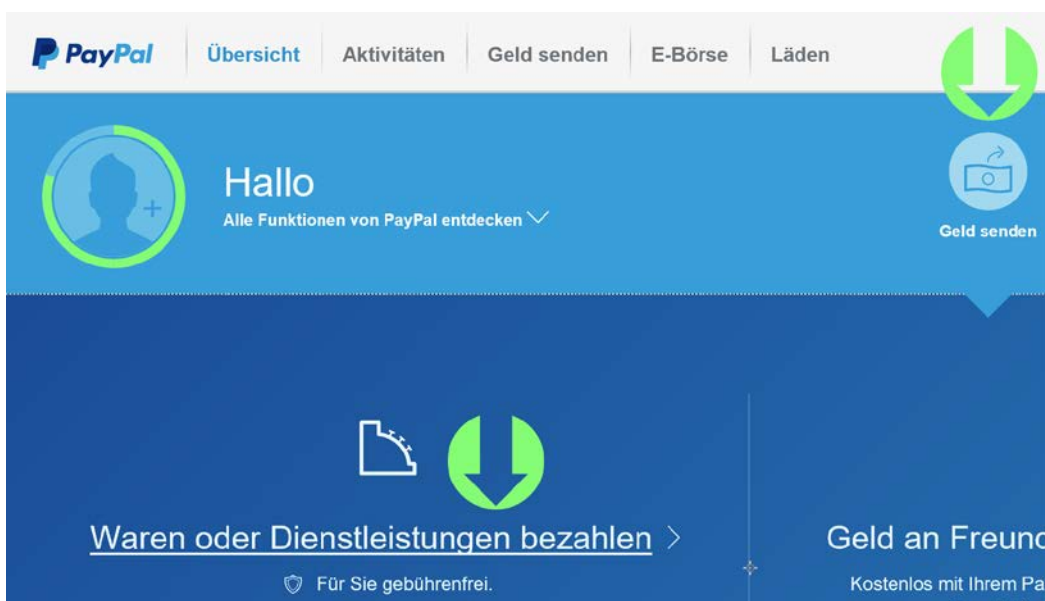 PayPal Übersicht Aktivitäten Geld senden E-Börse Läden
Hallo
Alle Funktionen von PayPal entdecken
Geld senden
Waren oder Dienstleistungen bezahlen
Für Sie gebührenfrei.
Geld an Freun
Kostenlos mit Ihrem Pa